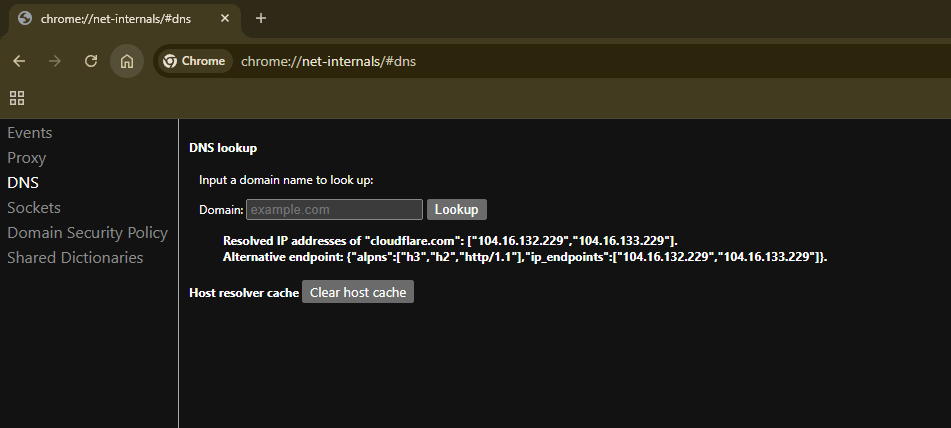 chrome://net-internals/#dns
Chrome
chrome://net-internals/#dns
Events
Proxy
DNS
Sockets
Domain Security Policy
Shared Dictionaries
DNS lookup
Input a domain name to look up:
Domain: example.com Lookup
Resolved IP addresses of "cloudflare.com": ["104.16.132.229","104.16.133.229"].
Alternative endpoint: {"alpns":["h3","h2","http/1.1"],"ip_endpoints":["104.16.132.229","104.16.133.229"]}.
Host resolver cache Clear host cache